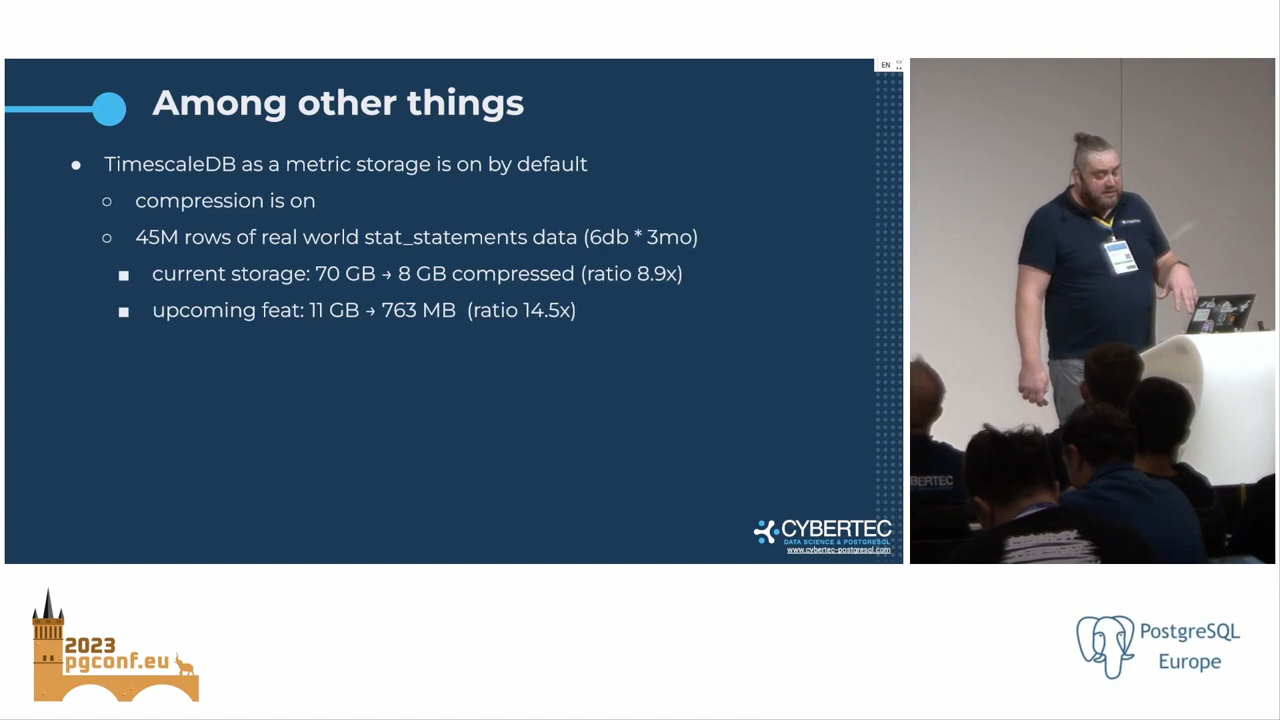 EN
Among other things
● TimescaleDB as a metric storage is on by default
○ compression is on
○ 45M rows of real world stat_statements data (6db * 3mo)
■ current storage: 70 GB → 8 GB compressed (ratio 8.9x)
■ upcoming feat: 11 GB → 763 MB (ratio 14.5x)
CYBERTEC
DATA SCIENCE & POSTGRESQL
www.cybertec-postgresql.com
BERTEC
2023
pgconf.eu
PostgreSQL
Europe